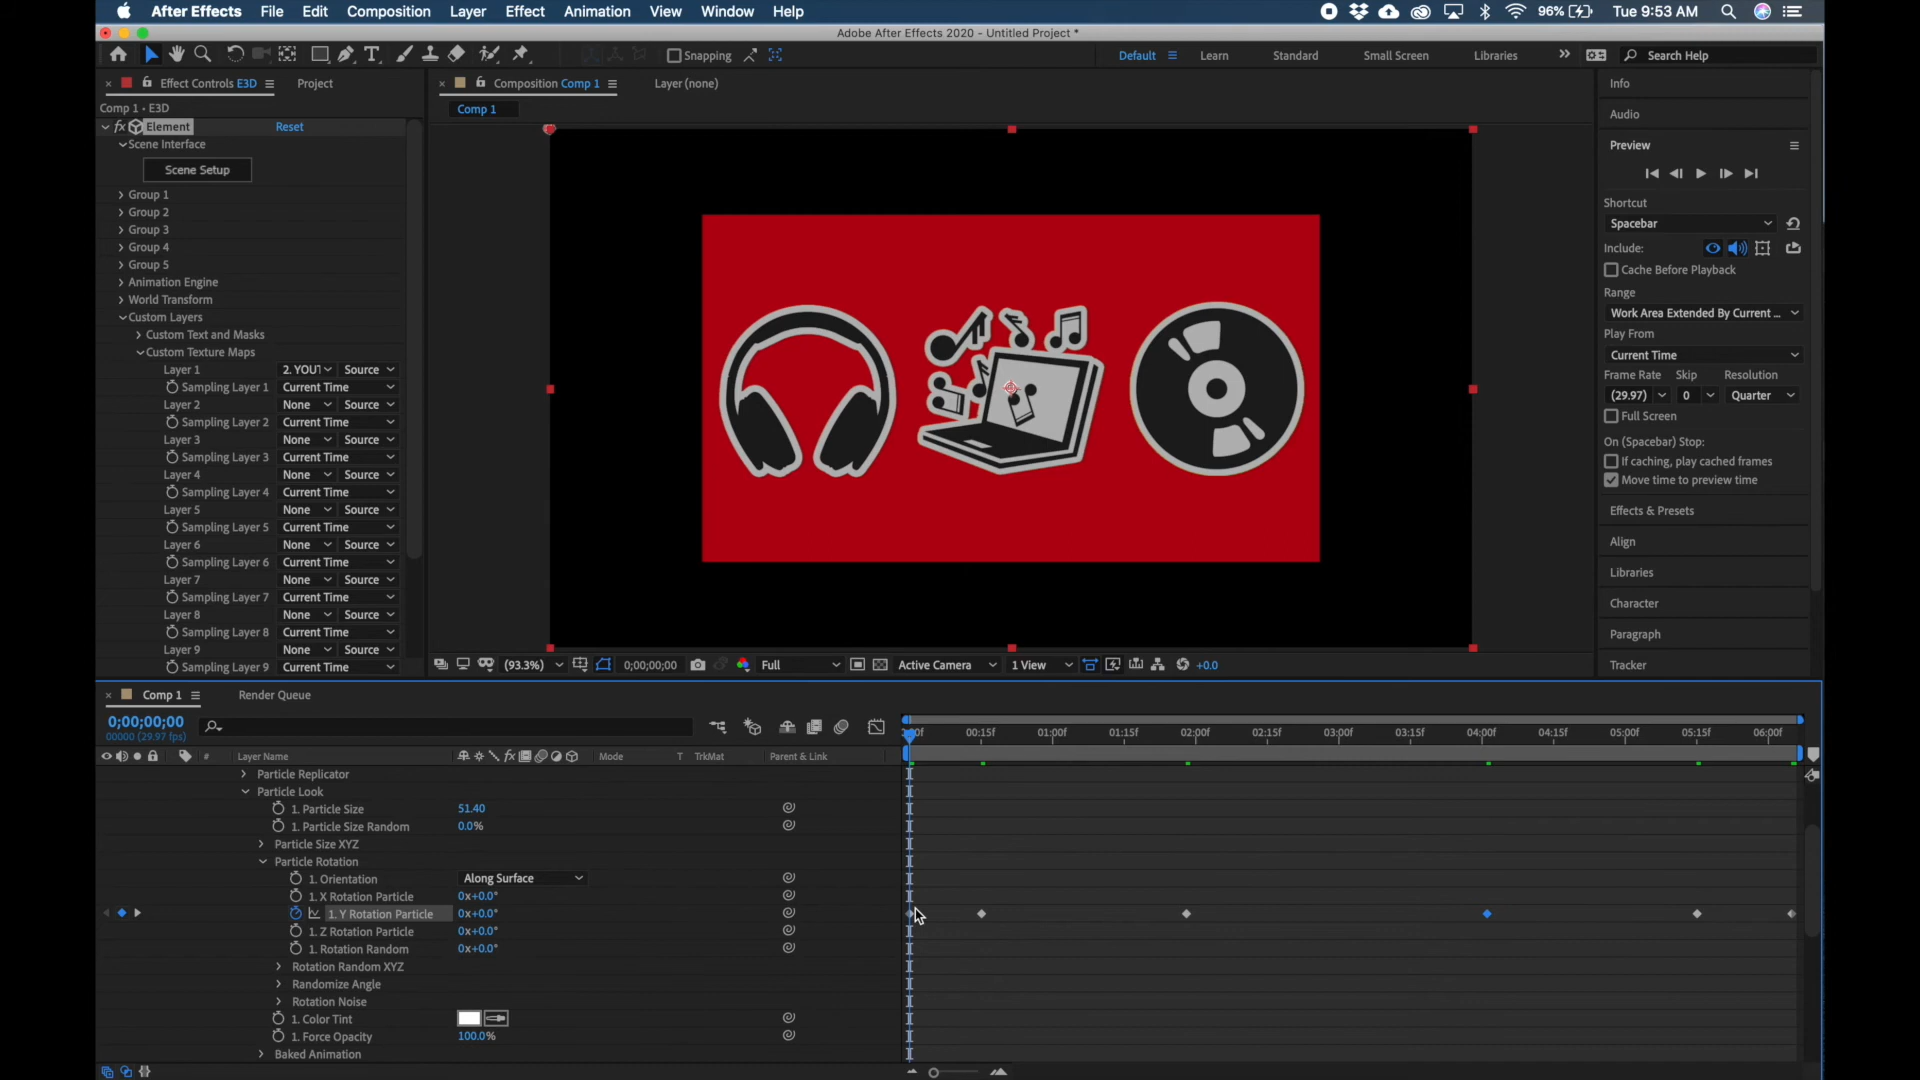 After Effects File Edit Composition Layer Effect Animation View Window Help 96% Tue 9:53 AM
Adobe After Effects 2020 - Untitled Project *
Snapping Default Learn Standard Small Screen Libraries Search Help
Effect Controls E3D Project Composition Comp 1 Layer (none) Info
Comp 1 • E3D Comp 1 Audio
fx Element Reset
Scene Interface Preview
Scene Setup
Group 1
Group 2
Group 3
Group 4
Group 5
Animation Engine
World Transform
Custom Layers
Custom Text and Masks
Custom Texture Maps
Layer 1 2. YOUT Source
Sampling Layer 1 Current Time
Layer 2 None Source
Sampling Layer 2 Current Time
Layer 3 None Source
Sampling Layer 3 Current Time
Layer 4 None Source
Sampling Layer 4 Current Time
Layer 5 None Source
Sampling Layer 5 Current Time
Layer 6 None Source
Sampling Layer 6 Current Time
Layer 7 None Source
Sampling Layer 7 Current Time
Layer 8 None Source
Sampling Layer 8 Current Time
Layer 9 None Source
Sampling Layer 9 Current Time
Shortcut
Spacebar
Include:
Cache Before Playback
Range
Work Area Extended By Current ...
Play From
Current Time
Frame Rate Skip Resolution
(29.97) 0 Quarter
Full Screen
On (Spacebar) Stop:
If caching, play cached frames
Move time to preview time
Effects & Presets
Align
Libraries
Character
Paragraph
Tracker
(93.3%) 0;00;00;00 Full Active Camera 1 View +0.0
Comp 1 Render Queue
0;00;00;00
00000 (29.97 fps)
:00f 00:15f 01:00f 01:15f 02:00f 02:15f 03:00f 03:15f 04:00f 04:15f 05:00f 05:15f 06:00f
# Layer Name fx Mode T TrkMat Parent & Link
Particle Replicator
Particle Look
1. Particle Size 51.40
1. Particle Size Random 0.0%
Particle Size XYZ
Particle Rotation
1. Orientation Along Surface
1. X Rotation Particle 0x+0.0°
1. Y Rotation Particle 0x+0.0°
1. Z Rotation Particle 0x+0.0°
1. Rotation Random 0x+0.0°
Rotation Random XYZ
Randomize Angle
Rotation Noise
1. Color Tint
1. Force Opacity 100.0%
Baked Animation